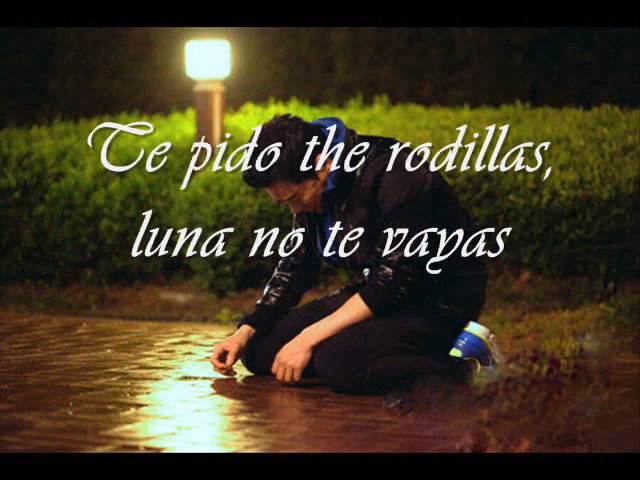 Te pido the rodillas,
luna no te vayas